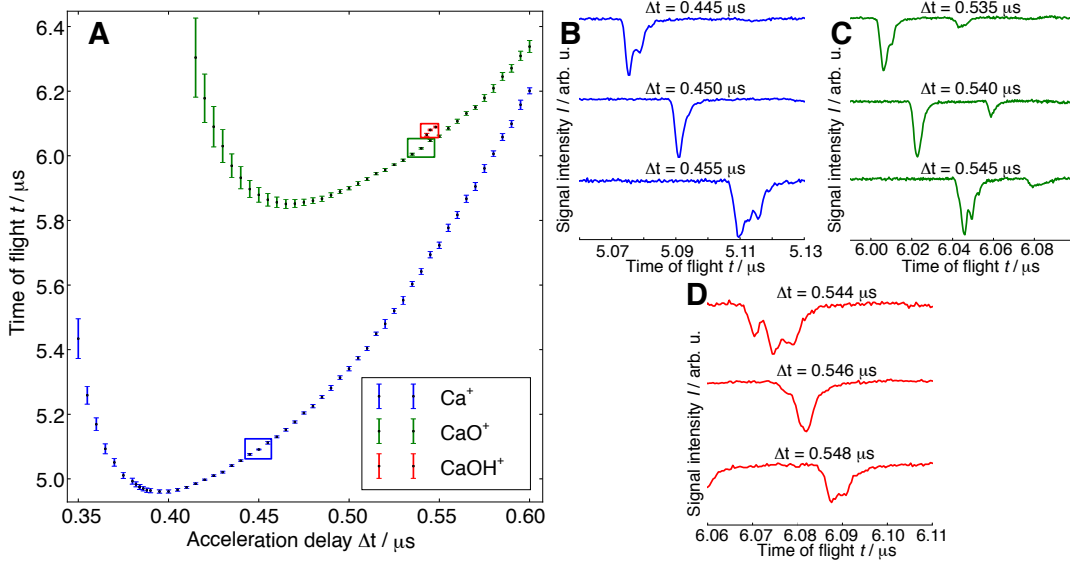 A
Time of flight t / μs
6.4
6.2
6.0
5.8
5.6
5.4
5.2
5.0
0.35
0.40
0.45
0.50
0.55
0.60
Acceleration delay Δt / μs
Ca⁺
CaO⁺
CaOH⁺
B
Signal intensity I / arb. u.
Δt = 0.445 μs
Δt = 0.450 μs
Δt = 0.455 μs
5.07
5.09
5.11
5.13
Time of flight t / μs
C
Signal intensity I / arb. u.
Δt = 0.535 μs
Δt = 0.540 μs
Δt = 0.545 μs
6.00
6.02
6.04
6.06
6.08
Time of flight t / μs
D
Signal intensity I / arb. u.
Δt = 0.544 μs
Δt = 0.546 μs
Δt = 0.548 μs
6.06
6.07
6.08
6.09
6.10
6.11
Time of flight t / μs